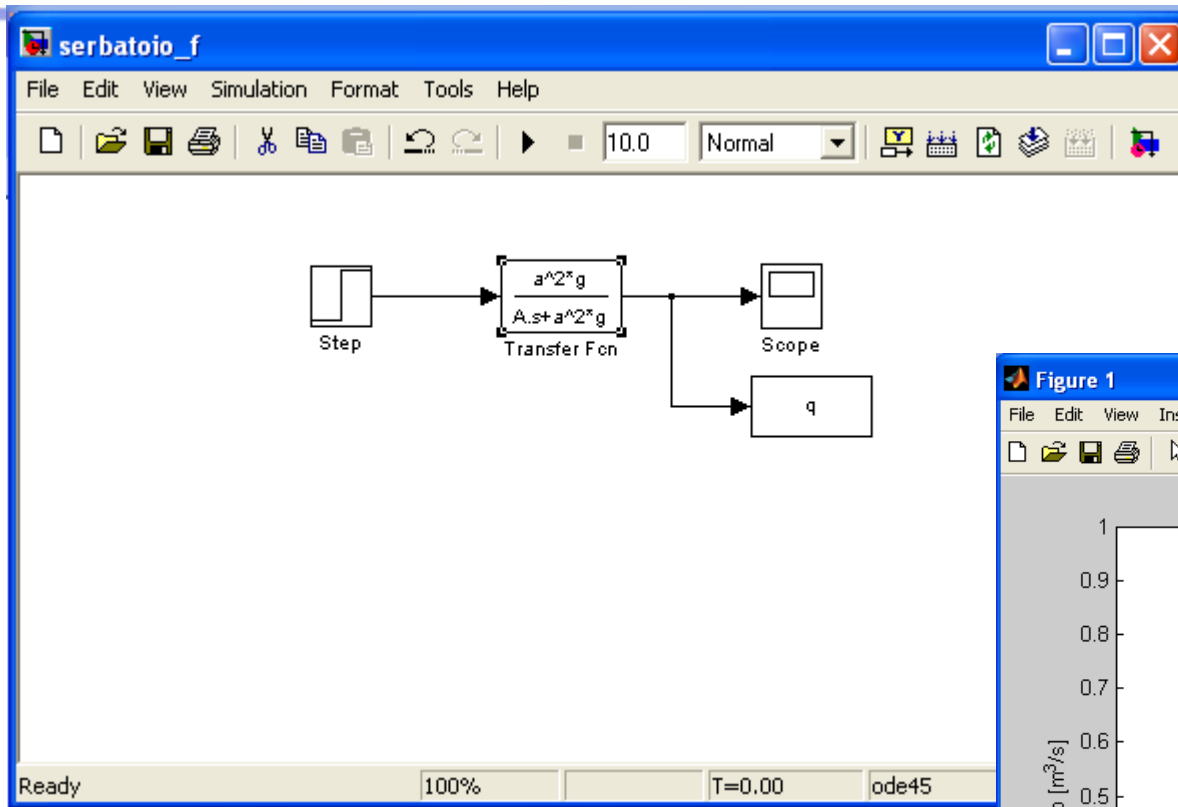 serbatoio_f
File Edit View Simulation Format Tools Help
10.0 Normal
a^2*g
A.s+a^2*g
Step
Transfer Fcn
Scope
q
Ready 100% T=0.00 ode45
Figure 1
File Edit View
1
0.9
0.8
0.7
0.6
0.5
[m³/s]